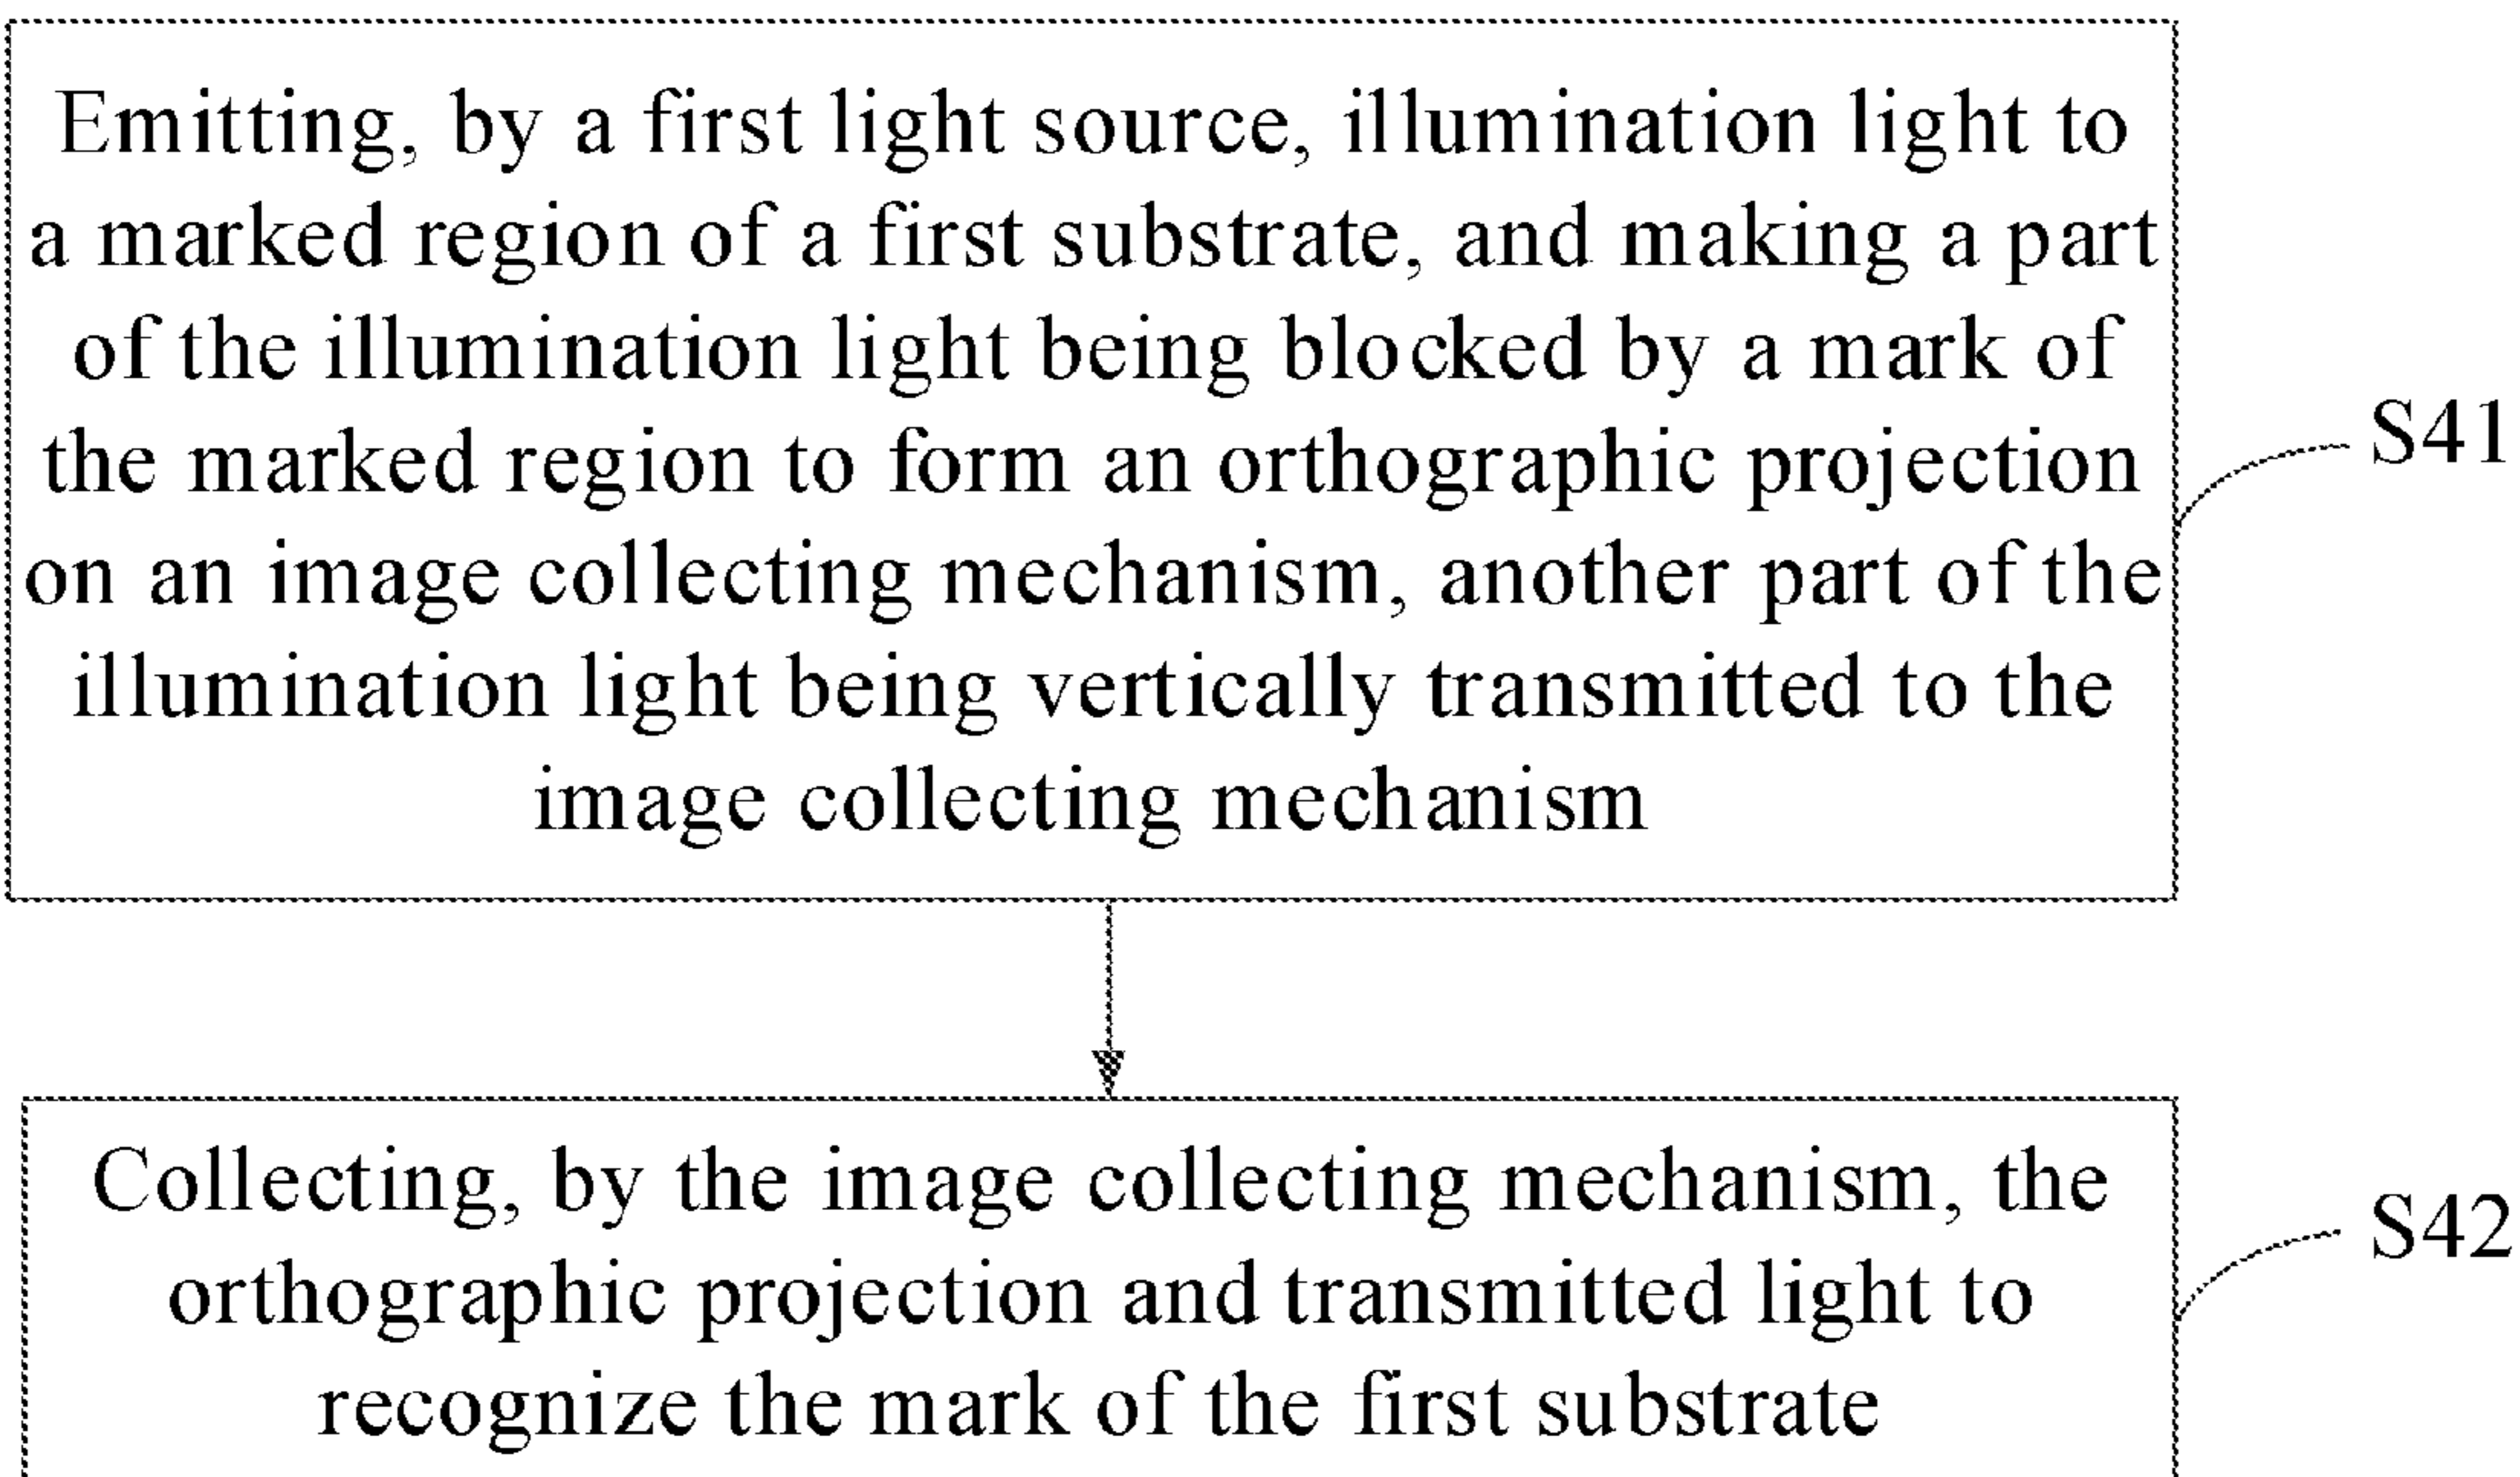 Emitting, by a first light source, illumination light to
a marked region of a first substrate, and making a part
of the illumination light being blocked by a mark of
the marked region to form an orthographic projection
on an image collecting mechanism, another part of the
illumination light being vertically transmitted to the
image collecting mechanism
S41
Collecting, by the image collecting mechanism, the
orthographic projection and transmitted light to
recognize the mark of the first substrate
S42